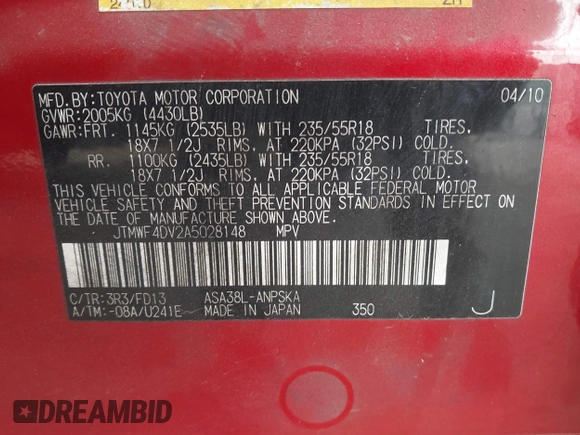 MFD.BY:TOYOTA MOTOR CORPORATION 04/10
GVWR:2005KG (4430LB)
GAWR:FRT. 1145KG (2535LB) WITH 235/55R18 TIRES,
18X7 1/2J RIMS. AT 220KPA (32PSI) COLD.
RR. 1100KG (2435LB) WITH 235/55R18 TIRES,
18X7 1/2J RIMS. AT 220KPA (32PSI) COLD.
THIS VEHICLE CONFORMS TO ALL APPLICABLE FEDERAL MOTOR
VEHICLE SAFETY AND THEFT PREVENTION STANDARDS IN EFFECT ON
THE DATE OF MANUFACTURE SHOWN ABOVE.
JTMWF4DV2A5028148 MPV
C/TR:3R3/FD13 ASA38L-ANPSKA
A/TM:-08A/U241E MADE IN JAPAN 350 J
DREAMBID